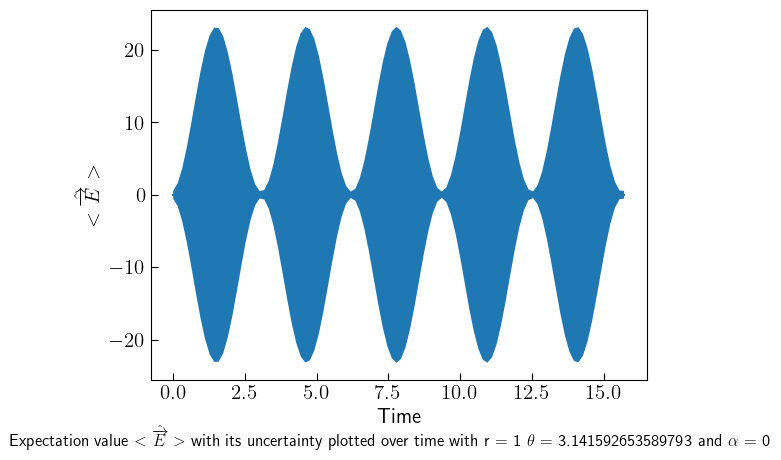 20
10
0
−10
−20
< \hat{\overrightarrow{E}} >
0.0 2.5 5.0 7.5 10.0 12.5 15.0
Time
Expectation value < \hat{\overrightarrow{E}} > with its uncertainty plotted over time with r = 1 θ = 3.141592653589793 and α = 0